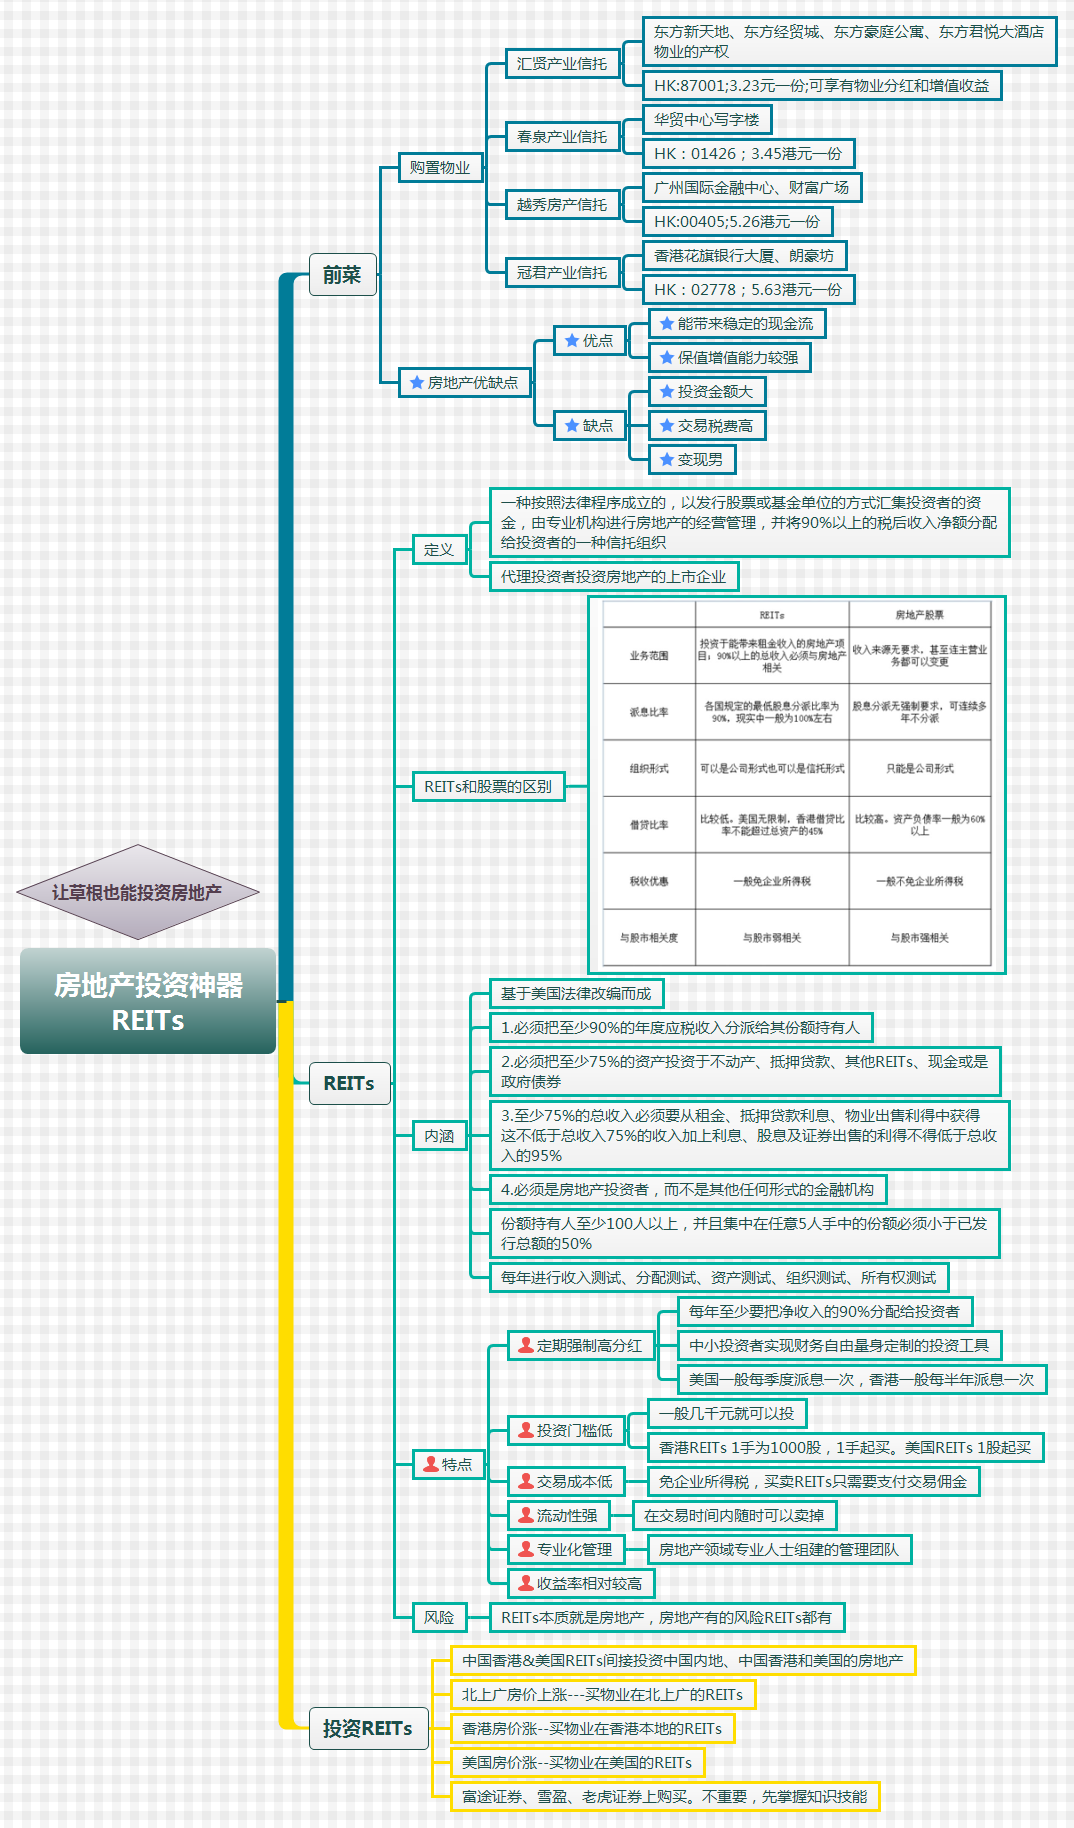 让草根也能投资房地产
房地产投资神器
REITs
前菜
购置物业
汇贤产业信托
东方新天地、东方经贸城、东方豪庭公寓、东方君悦大酒店
物业的产权
HK:87001;3.23元一份;可享有物业分红和增值收益
春泉产业信托
华贸中心写字楼
HK：01426；3.45港元一份
越秀房产信托
广州国际金融中心、财富广场
HK:00405;5.26港元一份
冠君产业信托
香港花旗银行大厦、朗豪坊
HK：02778；5.63港元一份
房地产优缺点
优点
能带来稳定的现金流
保值增值能力较强
缺点
投资金额大
交易税费高
变现男
REITs
定义
一种按照法律程序成立的，以发行股票或基金单位的方式汇集投资者的资
金，由专业机构进行房地产的经营管理，并将90%以上的税后收入净额分配
给投资者的一种信托组织
代理投资者投资房地产的上市企业
REITs和股票的区别
REITs 房地产股票
业务范围
投资于能带来租金收入的房地产项
目；90%以上的总收入必须与房地产
相关
收入来源无要求，甚至连主营业
务都可以变更
派息比率
各国规定的最低股息分派比率为
90%，现实中一般为100%左右
股息分派无强制要求，可连续多
年不分派
组织形式 可以是公司形式也可以是信托形式 只能是公司形式
借贷比率
比较低。美国无限制，香港借贷比
率不能超过总资产的45%
比较高。资产负债率一般为60%
以上
税收优惠 一般免企业所得税 一般不免企业所得税
与股市相关度 与股市弱相关 与股市强相关
内涵
基于美国法律改编而成
1.必须把至少90%的年度应税收入分派给其份额持有人
2.必须把至少75%的资产投资于不动产、抵押贷款、其他REITs、现金或是
政府债券
3.至少75%的总收入必须要从租金、抵押贷款利息、物业出售利得中获得
这不低于总收入75%的收入加上利息、股息及证券出售的利得不得低于总收
入的95%
4.必须是房地产投资者，而不是其他任何形式的金融机构
份额持有人至少100人以上，并且集中在任意5人手中的份额必须小于已发
行总额的50%
每年进行收入测试、分配测试、资产测试、组织测试、所有权测试
特点
定期强制高分红
每年至少要把净收入的90%分配给投资者
中小投资者实现财务自由量身定制的投资工具
美国一般每季度派息一次，香港一般每半年派息一次
投资门槛低
一般几千元就可以投
香港REITs 1手为1000股，1手起买。美国REITs 1股起买
交易成本低
免企业所得税，买卖REITs只需要支付交易佣金
流动性强
在交易时间内随时可以卖掉
专业化管理
房地产领域专业人士组建的管理团队
收益率相对较高
风险
REITs本质就是房地产，房地产有的风险REITs都有
投资REITs
中国香港&美国REITs间接投资中国内地、中国香港和美国的房地产
北上广房价上涨---买物业在北上广的REITs
香港房价涨--买物业在香港本地的REITs
美国房价涨--买物业在美国的REITs
富途证券、雪盈、老虎证券上购买。不重要，先掌握知识技能